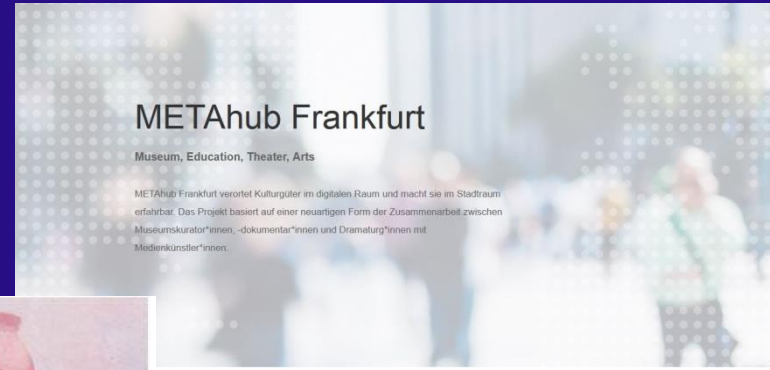 METAhub Frankfurt
Museum, Education, Theater, Arts
METAhub Frankfurt verortet Kulturgüter im digitalen Raum und macht sie im Stadtraum
erfahrbar. Das Projekt basiert auf einer neuartigen Form der Zusammenarbeit zwischen
Museumskurator*innen, -dokumentar*innen und Dramaturg*innen mit
Medienkünstler*innen.